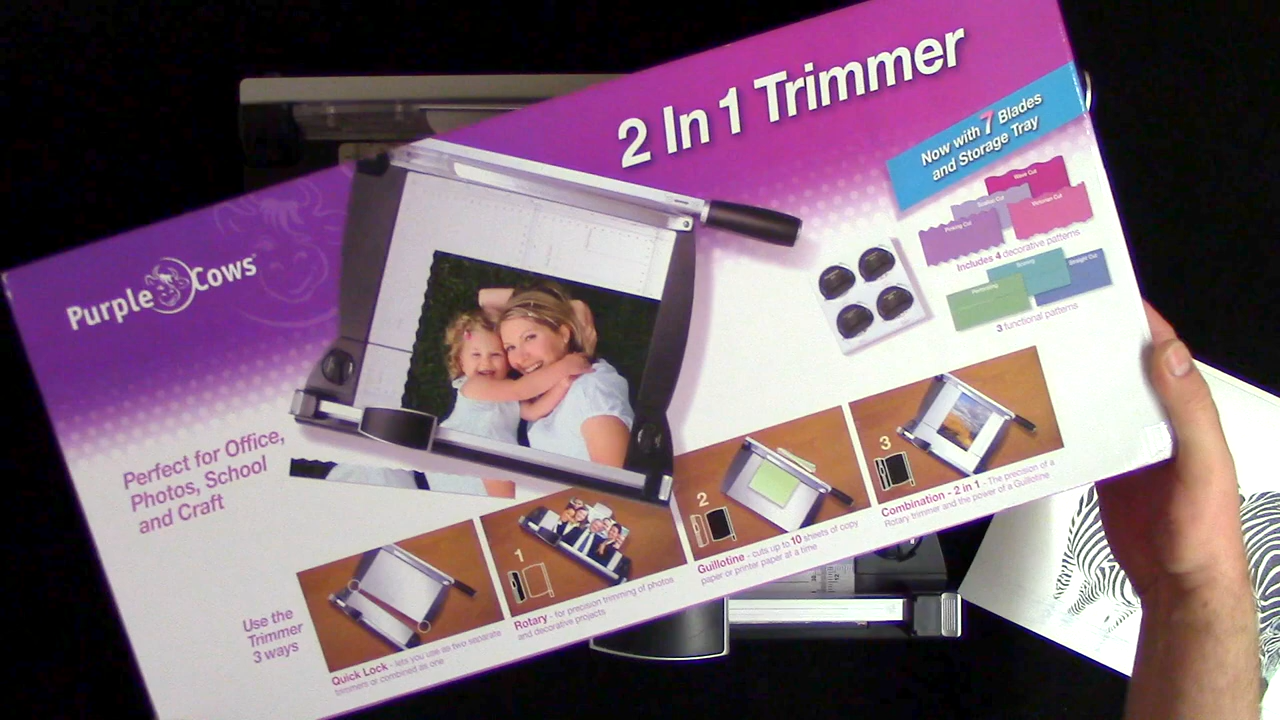 2 In 1 Trimmer
Now with 7 Blades
and Storage Tray
Purple Cows
Wave Cut
Scallop Cut
Victorian Cut
Pinking Cut
Includes 4 decorative patterns
Scoring
Straight Cut
Perforating
3 functional patterns
Perfect for Office,
Photos, School
and Craft
Use the
Trimmer
3 ways
Quick Lock - lets you use as two separate
trimmers or combined as one
1
Rotary - for precision trimming of photos
and decorative projects
2
Guillotine - cuts up to 10 sheets of copy
paper or printer paper at a time
3
Combination - 2 in 1 - The precision of a
Rotary trimmer and the power of a Guillotine